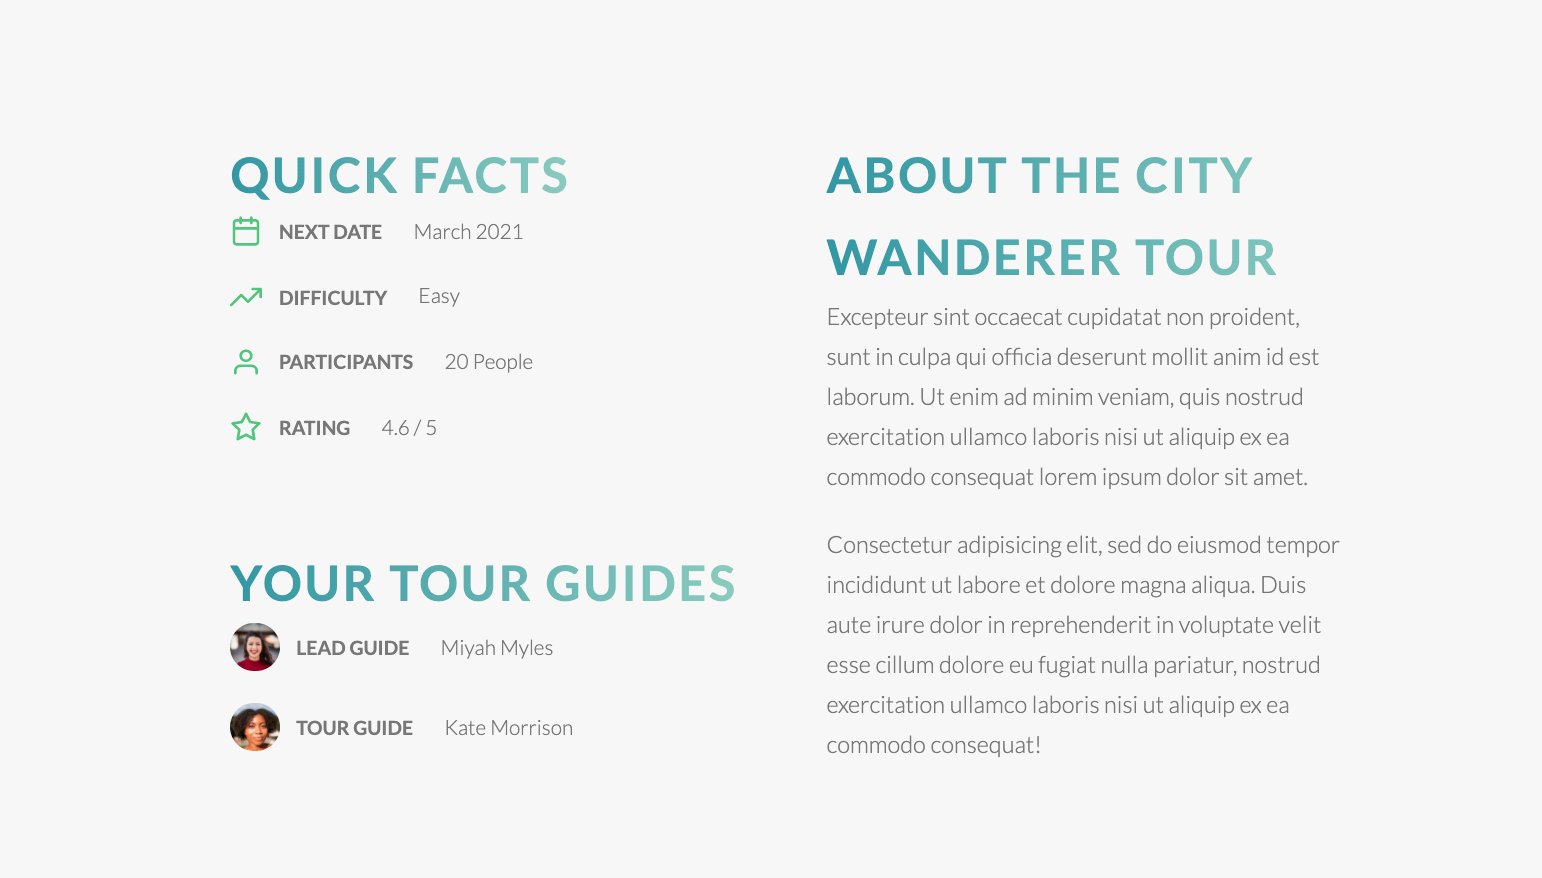 QUICK FACTS
NEXT DATE March 2021
DIFFICULTY Easy
PARTICIPANTS 20 People
RATING 4.6 / 5
YOUR TOUR GUIDES
LEAD GUIDE Miyah Myles
TOUR GUIDE Kate Morrison
ABOUT THE CITY
WANDERER TOUR
Excepteur sint occaecat cupidatat non proident,
sunt in culpa qui officia deserunt mollit anim id est
laborum. Ut enim ad minim veniam, quis nostrud
exercitation ullamco laboris nisi ut aliquip ex ea
commodo consequat lorem ipsum dolor sit amet.
Consectetur adipisicing elit, sed do eiusmod tempor
incididunt ut labore et dolore magna aliqua. Duis
aute irure dolor in reprehenderit in voluptate velit
esse cillum dolore eu fugiat nulla pariatur, nostrud
exercitation ullamco laboris nisi ut aliquip ex ea
commodo consequat!